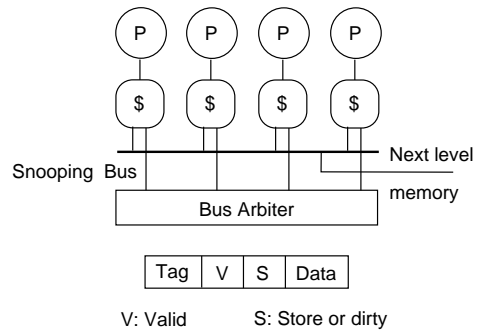 P P P P
$ $ $ $
Snooping Bus
Next level
memory
Bus Arbiter
Tag V S Data
V: Valid S: Store or dirty